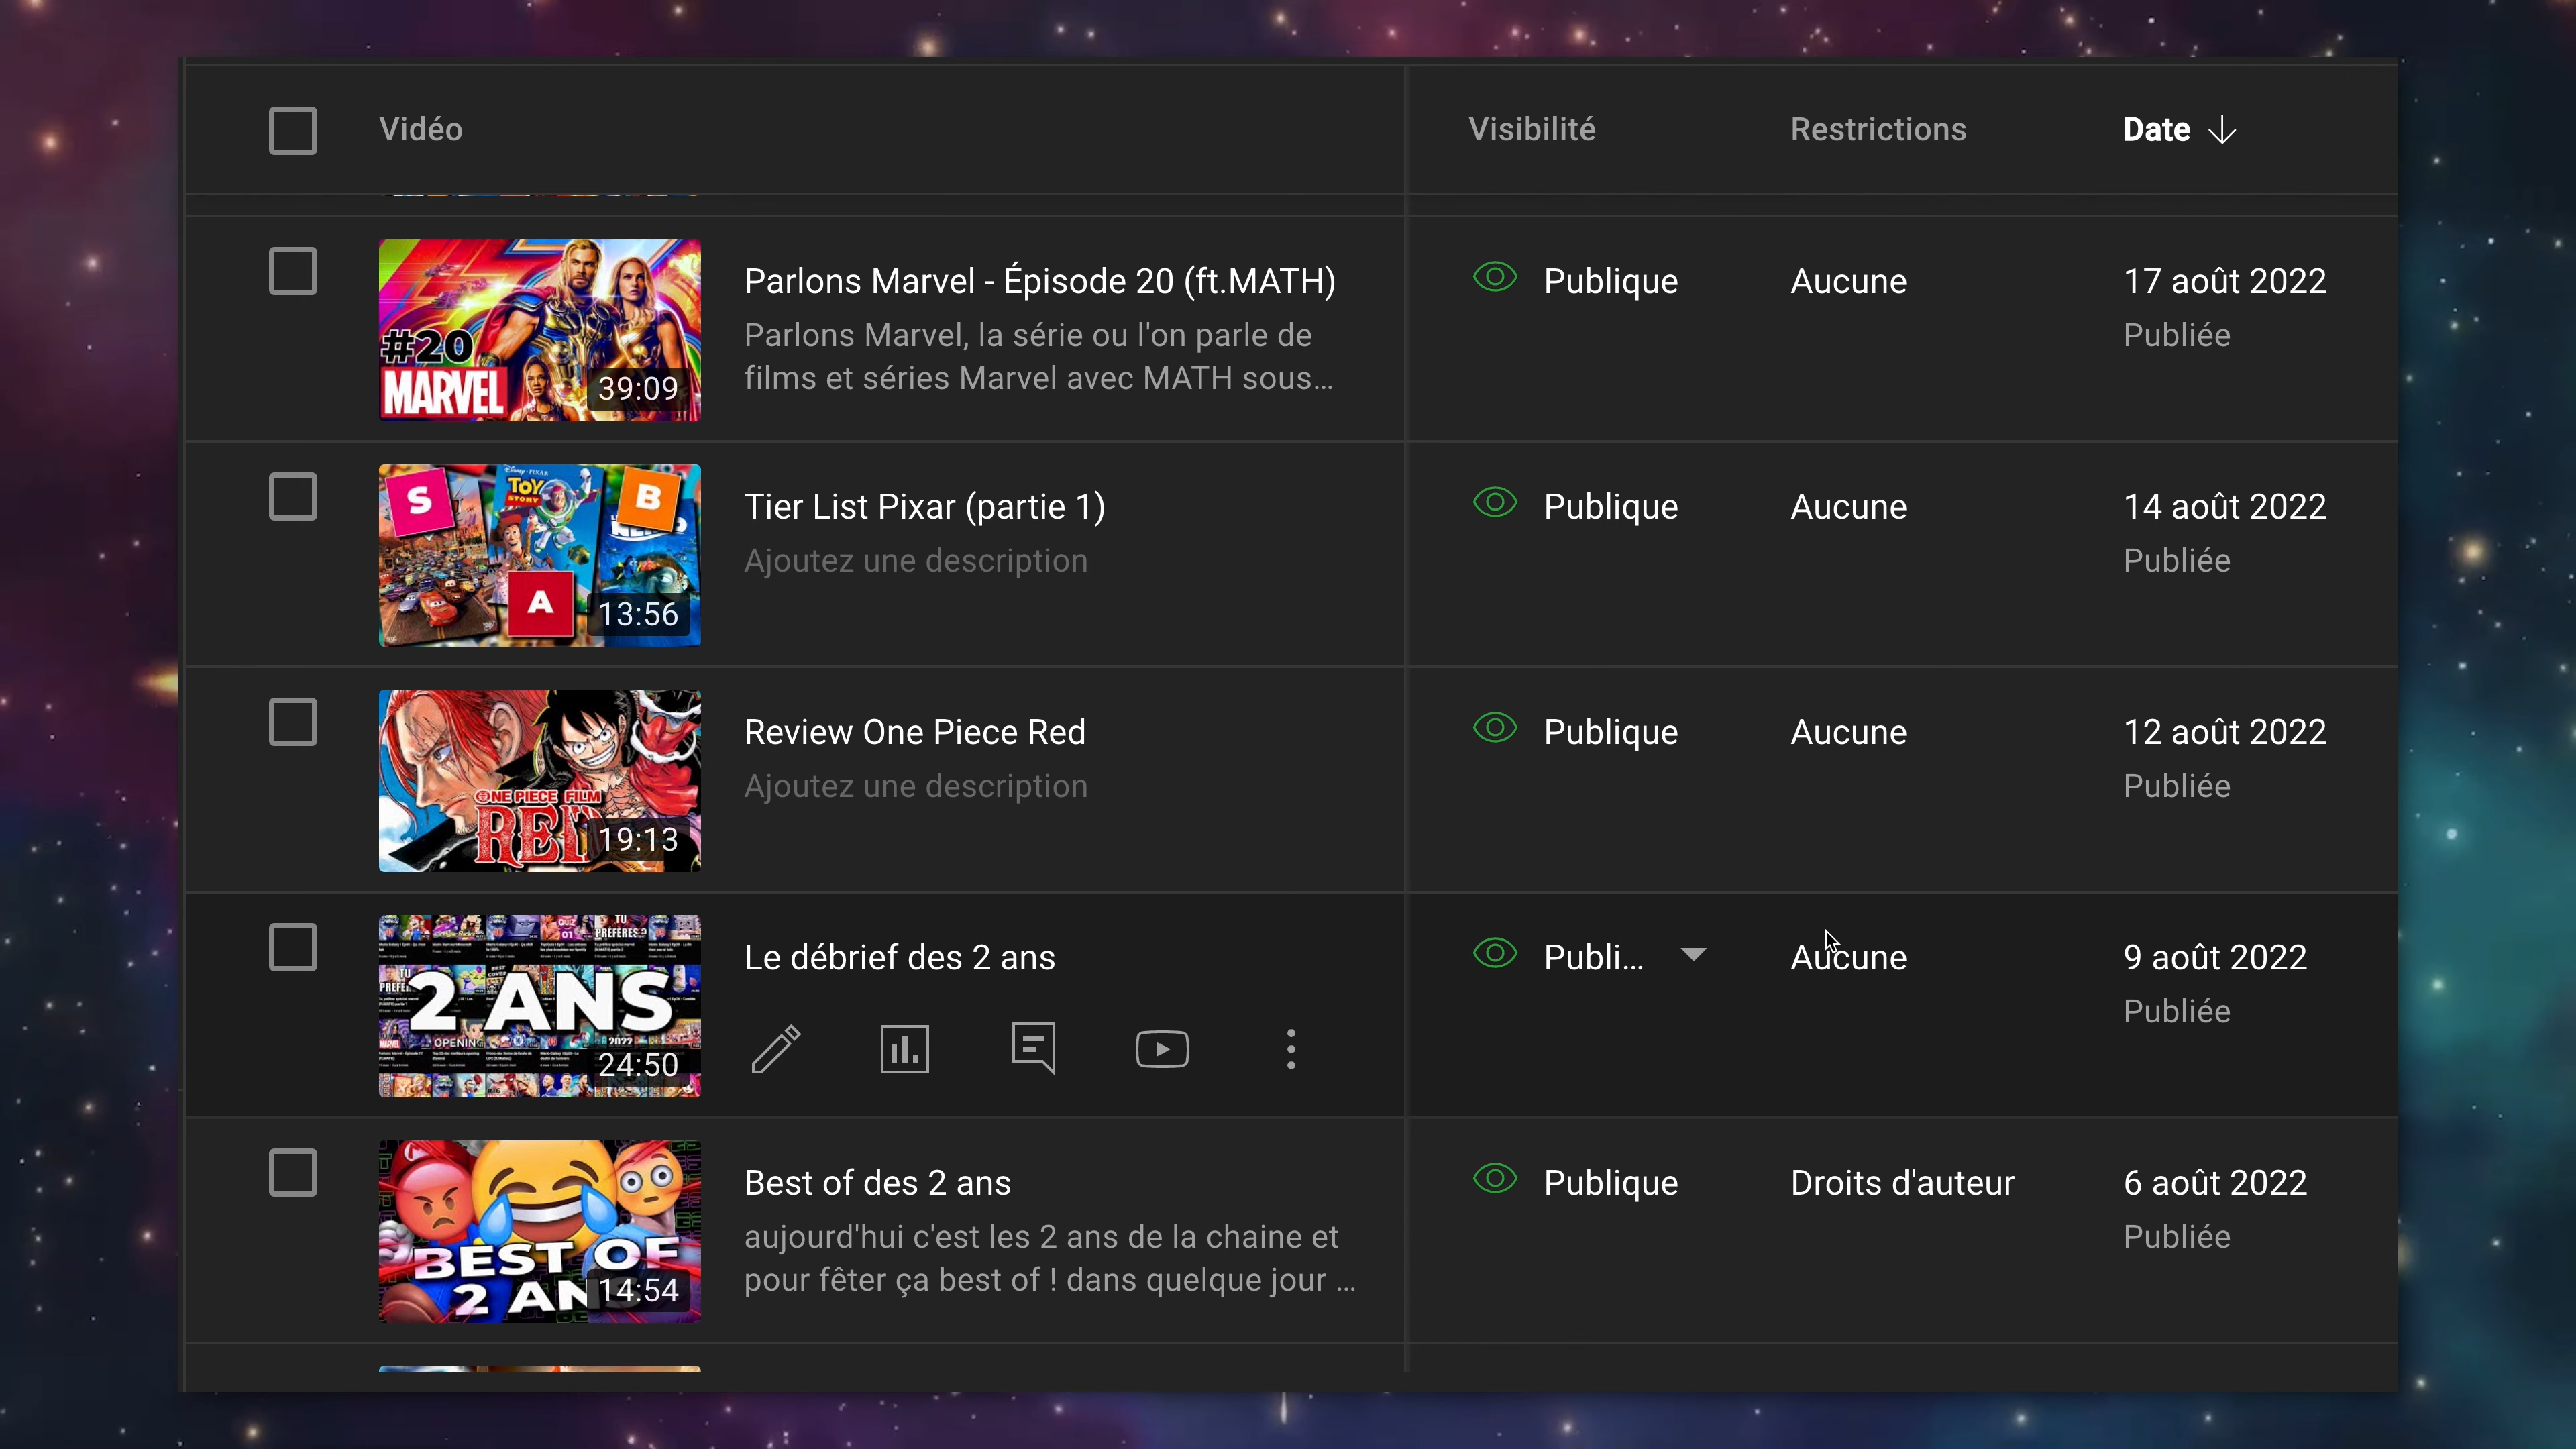 Vidéo
Visibilité
Restrictions
Date
#20
MARVEL
39:09
Parlons Marvel - Épisode 20 (ft.MATH)
Parlons Marvel, la série ou l'on parle de
films et séries Marvel avec MATH sous...
Publique
Aucune
17 août 2022
Publiée
S
Disney PIXAR
TOY
STORY
B
A
13:56
Tier List Pixar (partie 1)
Ajoutez une description
Publique
Aucune
14 août 2022
Publiée
ONE PIECE FILM
RED
19:13
Review One Piece Red
Ajoutez une description
Publique
Aucune
12 août 2022
Publiée
2 ANS
24:50
Le débrief des 2 ans
Publi...
Aucune
9 août 2022
Publiée
BEST OF
2 ANS
14:54
Best of des 2 ans
aujourd'hui c'est les 2 ans de la chaine et
pour fêter ça best of ! dans quelque jour ...
Publique
Droits d'auteur
6 août 2022
Publiée